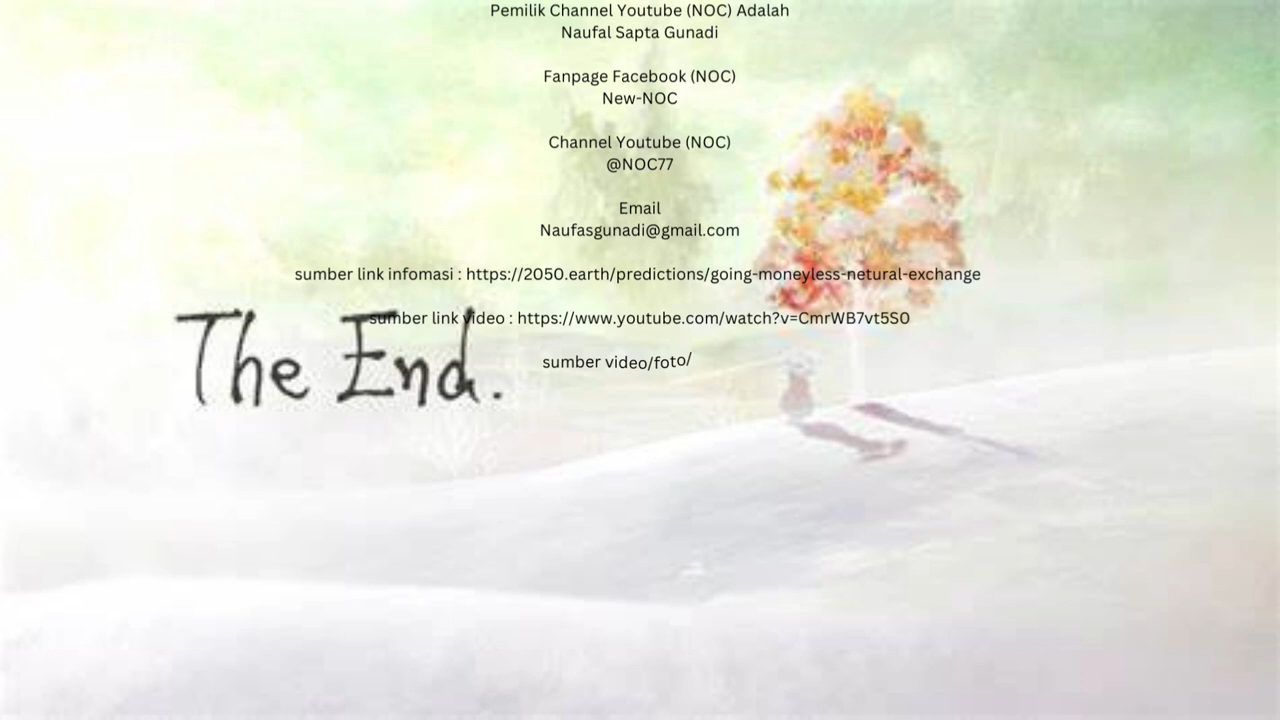 Pemilik Channel Youtube (NOC) Adalah
Naufal Sapta Gunadi
Fanpage Facebook (NOC)
New-NOC
Channel Youtube (NOC)
@NOC77
Email
Naufasgunadi@gmail.com
sumber link infomasi : https://2050.earth/predictions/going-moneyless-netural-exchange
sumber link video : https://www.youtube.com/watch?v=CmrWB7vt5S0
sumber video/foto/
The End.